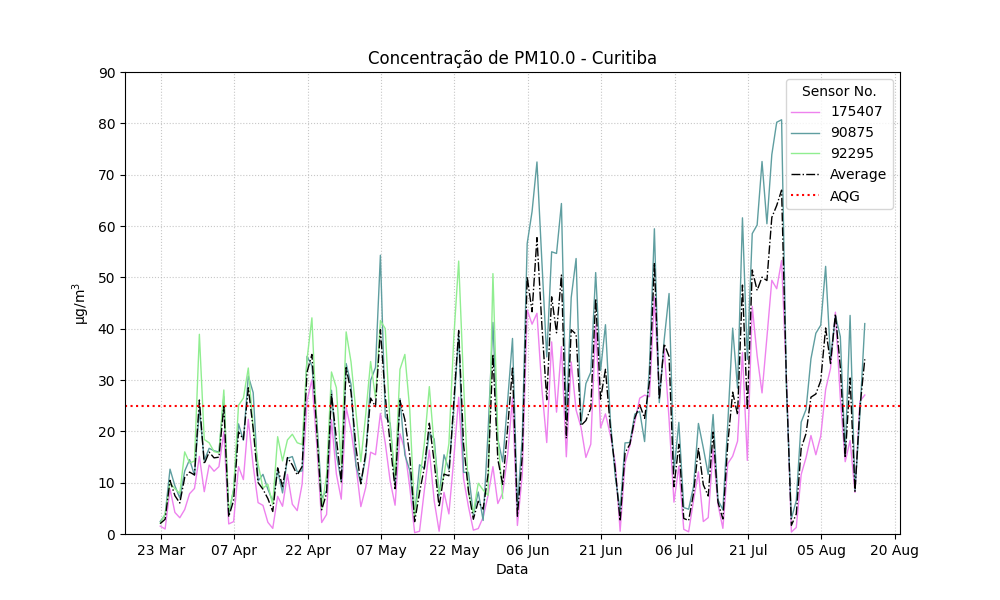 Concentração de PM10.0 - Curitiba
90
80
70
60
50
40
30
20
10
0
µg/m³
Sensor No.
175407
90875
92295
Average
AQG
23 Mar 07 Apr 22 Apr 07 May 22 May 06 Jun 21 Jun 06 Jul 21 Jul 05 Aug 20 Aug
Data